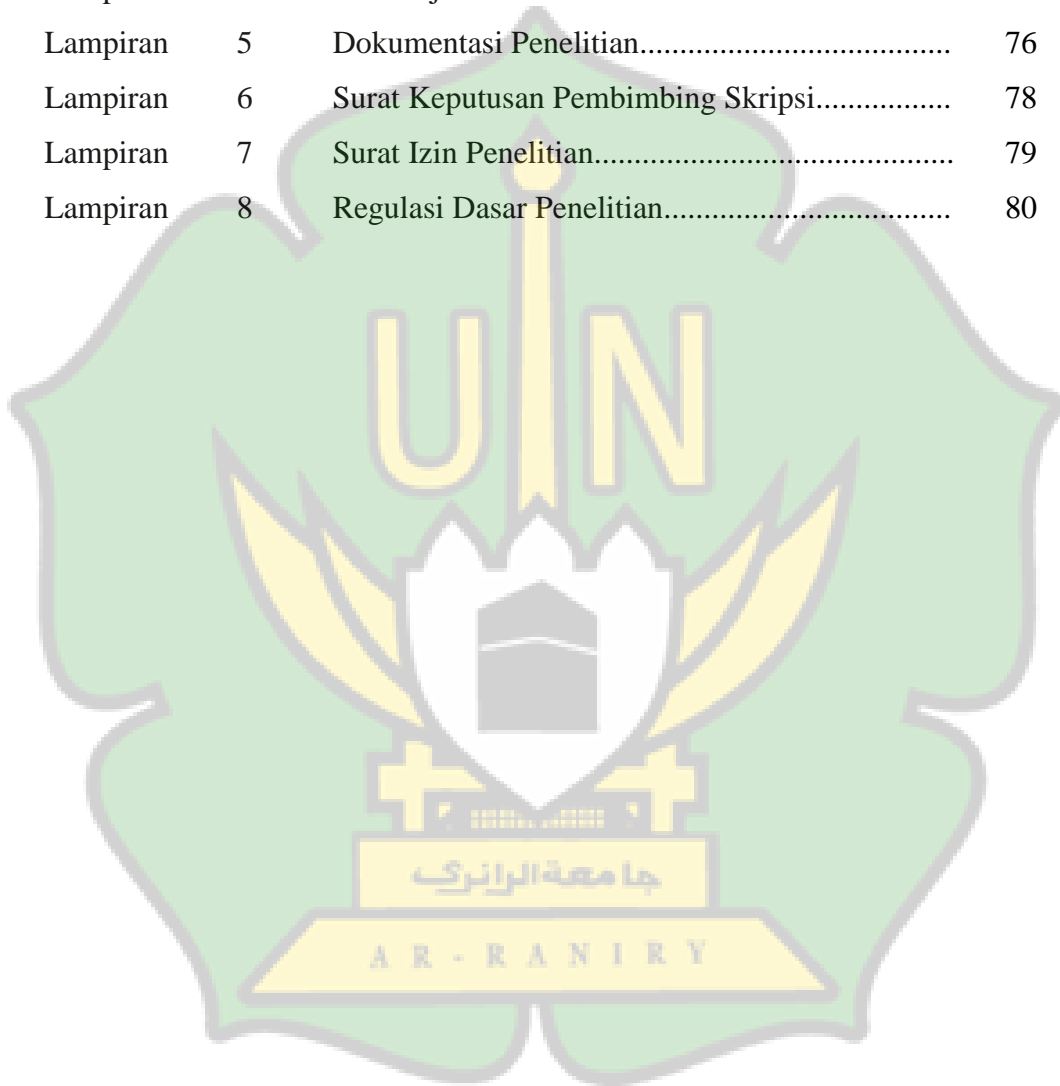 Lampiran 5 Dokumentasi Penelitian....................................... 76
Lampiran 6 Surat Keputusan Pembimbing Skripsi................. 78
Lampiran 7 Surat Izin Penelitian............................................. 79
Lampiran 8 Regulasi Dasar Penelitian.................................... 80
UIN
جامعة الرانري
AR-RANIRY